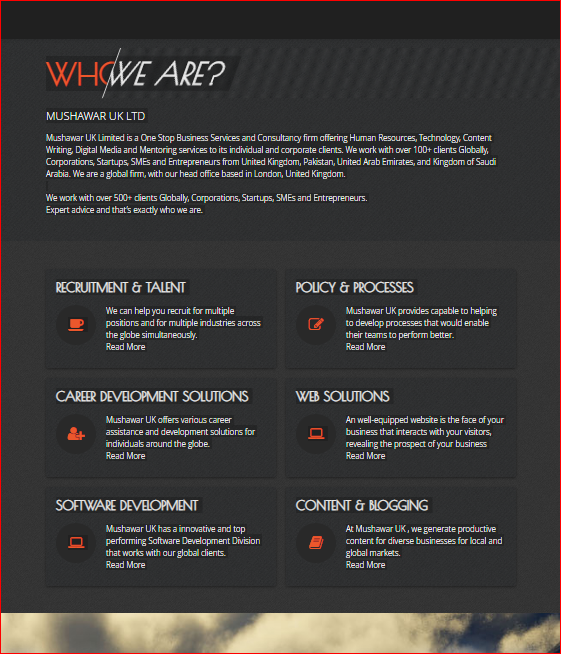 WHO WE ARE?
MUSHAWAR UK LTD
Mushawar UK Limited is a One Stop Business Services and Consultancy firm offering Human Resources, Technology, Content
Writing, Digital Media and Mentoring services to its individual and corporate clients. We work with over 100+ clients Globally,
Corporations, Startups, SMEs and Entrepreneurs from United Kingdom, Pakistan, United Arab Emirates, and Kingdom of Saudi
Arabia. We are a global firm, with our head office based in London, United Kingdom.
We work with over 500+ clients Globally, Corporations, Startups, SMEs and Entrepreneurs.
Expert advice and that's exactly who we are.
RECRUITMENT & TALENT
We can help you recruit for multiple
positions and for multiple industries across
the globe simultaneously.
Read More
POLICY & PROCESSES
Mushawar UK provides capable to helping
to develop processes that would enable
their teams to perform better.
Read More
CAREER DEVELOPMENT SOLUTIONS
Mushawar UK offers various career
assistance and development solutions for
individuals around the globe.
Read More
WEB SOLUTIONS
An well-equipped website is the face of your
business that interacts with your visitors,
revealing the prospect of your business
Read More
SOFTWARE DEVELOPMENT
Mushawar UK has a innovative and top
performing Software Development Division
that works with our global clients.
Read More
CONTENT & BLOGGING
At Mushawar UK , we generate productive
content for diverse businesses for local and
global markets.
Read More